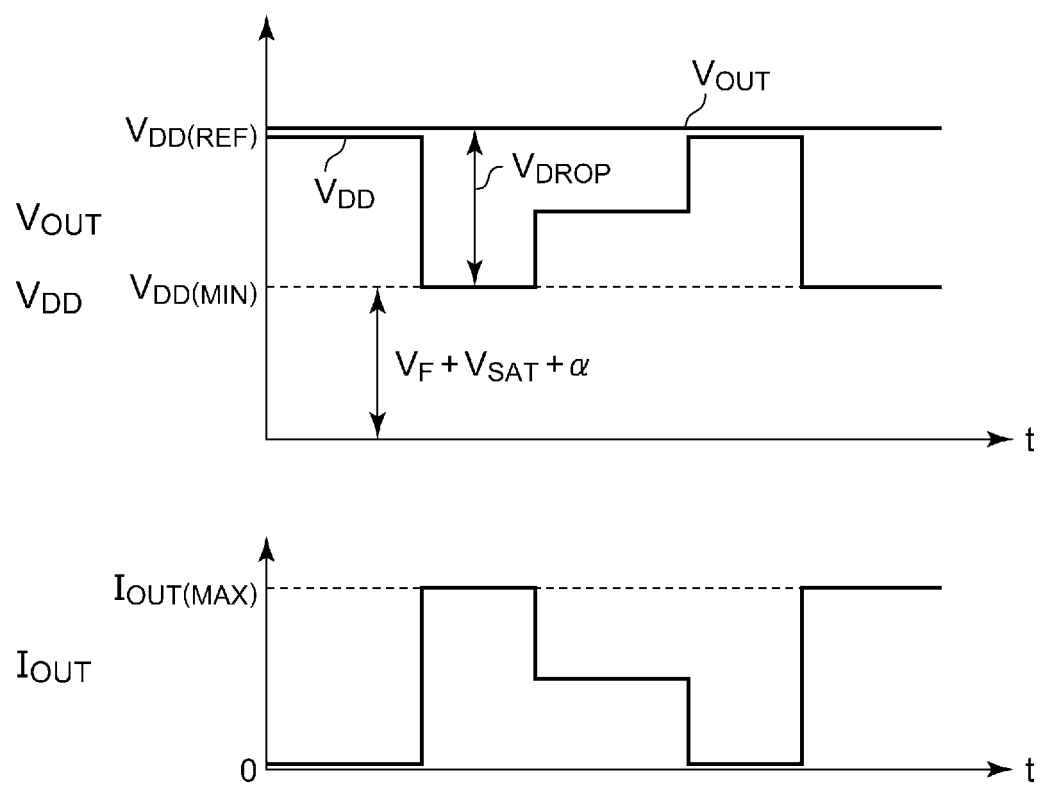 VOUT
VDD(REF)
VDROP
VDD
VOUT
VDD
VDD(MIN)
VF + VSAT + α
t
IOUT(MAX)
IOUT
0
t